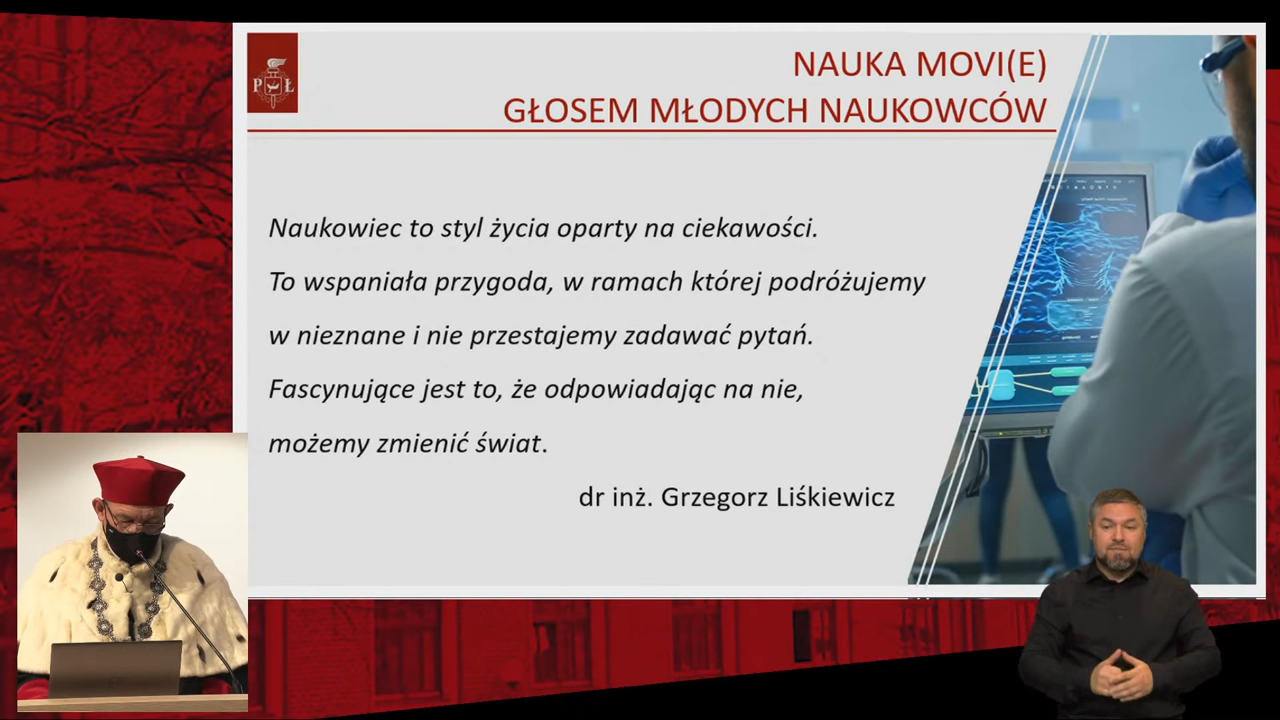 P Ł
NAUKA MOVI(E)
GŁOSEM MŁODYCH NAUKOWCÓW
Naukowiec to styl życia oparty na ciekawości.
To wspaniała przygoda, w ramach której podróżujemy
w nieznane i nie przestajemy zadawać pytań.
Fascynujące jest to, że odpowiadając na nie,
możemy zmienić świat.
dr inż. Grzegorz Liśkiewicz